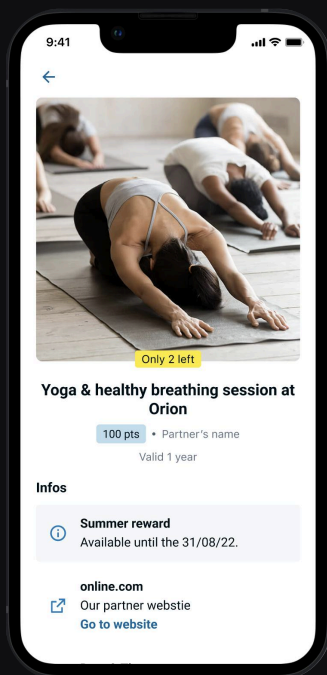 9:41
Only 2 left
Yoga & healthy breathing session at
Orion
100 pts • Partner's name
Valid 1 year
Infos
Summer reward
Available until the 31/08/22.
online.com
Our partner webstie
Go to website